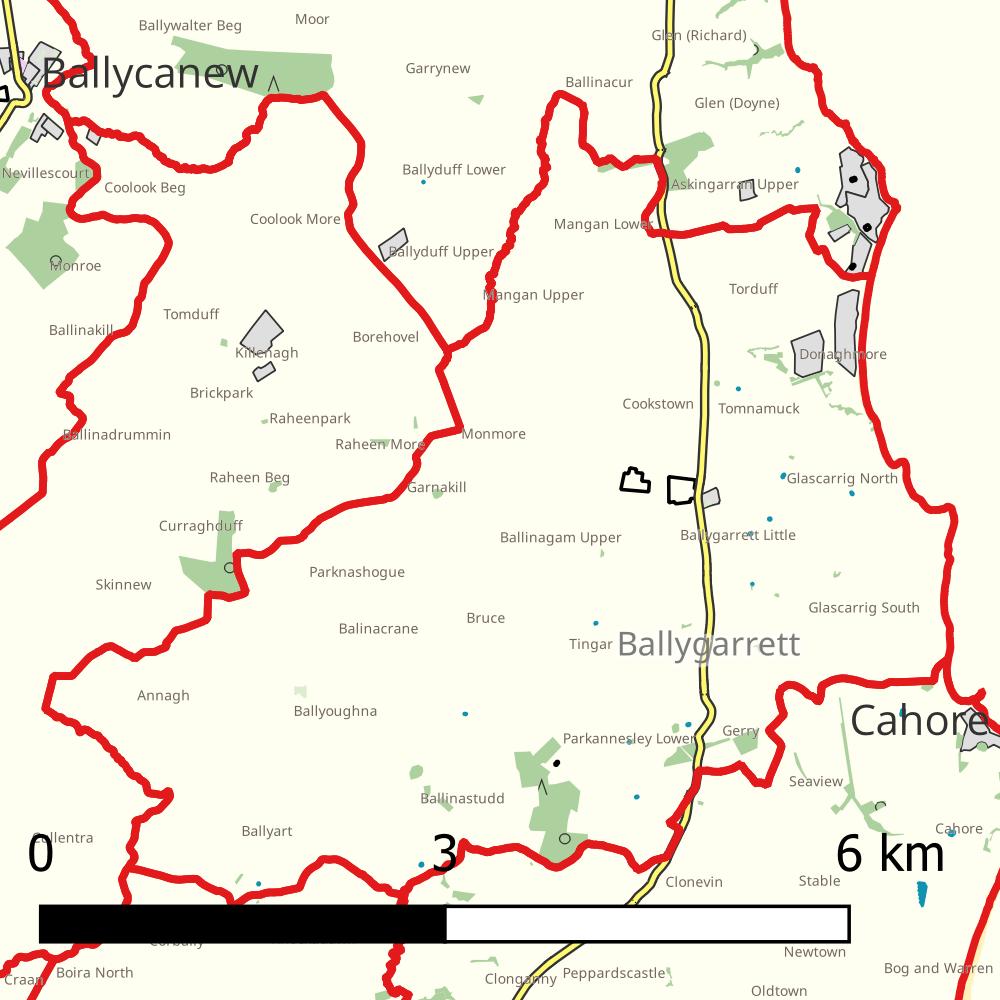 Moor
Ballywalter Beg
Glen (Richard)
Garrynew
Ballycanew
Ballinacur
Glen (Doyne)
Nevillescourt
Ballyduff Lower
Coolook Beg
Askingarran Upper
Coolook More
Mangan Lower
Ballyduff Upper
Monroe
Torduff
Mangan Upper
Tomduff
Ballinakill
Borehovel
Killenagh
Donaghmore
Brickpark
Cookstown
Tomnamuck
Raheenpark
Ballinadrummin
Monmore
Raheen More
Raheen Beg
Glascarrig North
Garnakill
Curraghduff
Ballinagam Upper
Ballygarrett Little
Parknashogue
Skinnew
Glascarrig South
Bruce
Balinacrane
Tingar
Ballygarrett
Annagh
Ballyoughna
Cahore
Gerry
Parkannesley Lower
Seaview
Ballinastudd
Cullentra
Ballyart
Cahore
0
3
6 km
Clonevin
Stable
Corbally
Newtown
Boira North
Bog and Warren
Craan
Clonganny
Peppardscastle
Oldtown